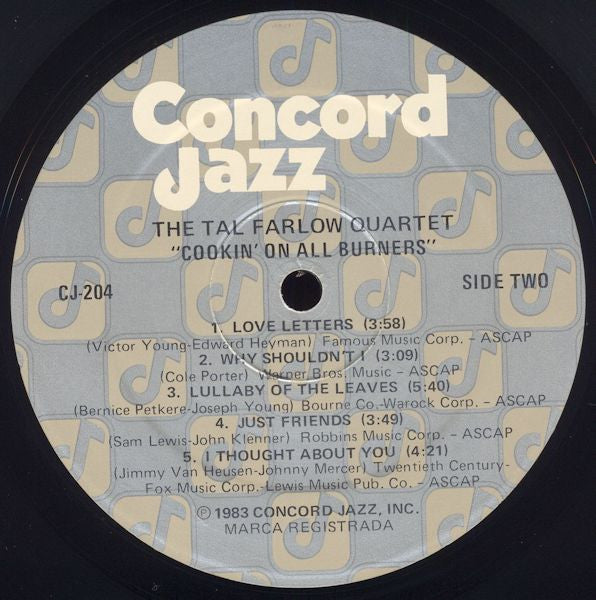 Concord
Jazz
THE TAL FARLOW QUARTET
"COOKIN' ON ALL BURNERS"
CJ-204
SIDE TWO
1. LOVE LETTERS (3:58)
(Victor Young-Edward Heyman) Famous Music Corp. – ASCAP
2. WHY SHOULDN'T I (3:09)
(Cole Porter) Warner Bros. Music – ASCAP
3. LULLABY OF THE LEAVES (5:40)
(Bernice Petkere-Joseph Young) Bourne Co.-Warock Corp. – ASCAP
4. JUST FRIENDS (3:49)
(Sam Lewis-John Klenner) Robbins Music Corp. – ASCAP
5. I THOUGHT ABOUT YOU (4:21)
(Jimmy Van Heusen-Johnny Mercer) Twentieth Century-
Fox Music Corp.-Lewis Music Pub. Co. – ASCAP
℗ 1983 CONCORD JAZZ, INC.
MARCA REGISTRADA